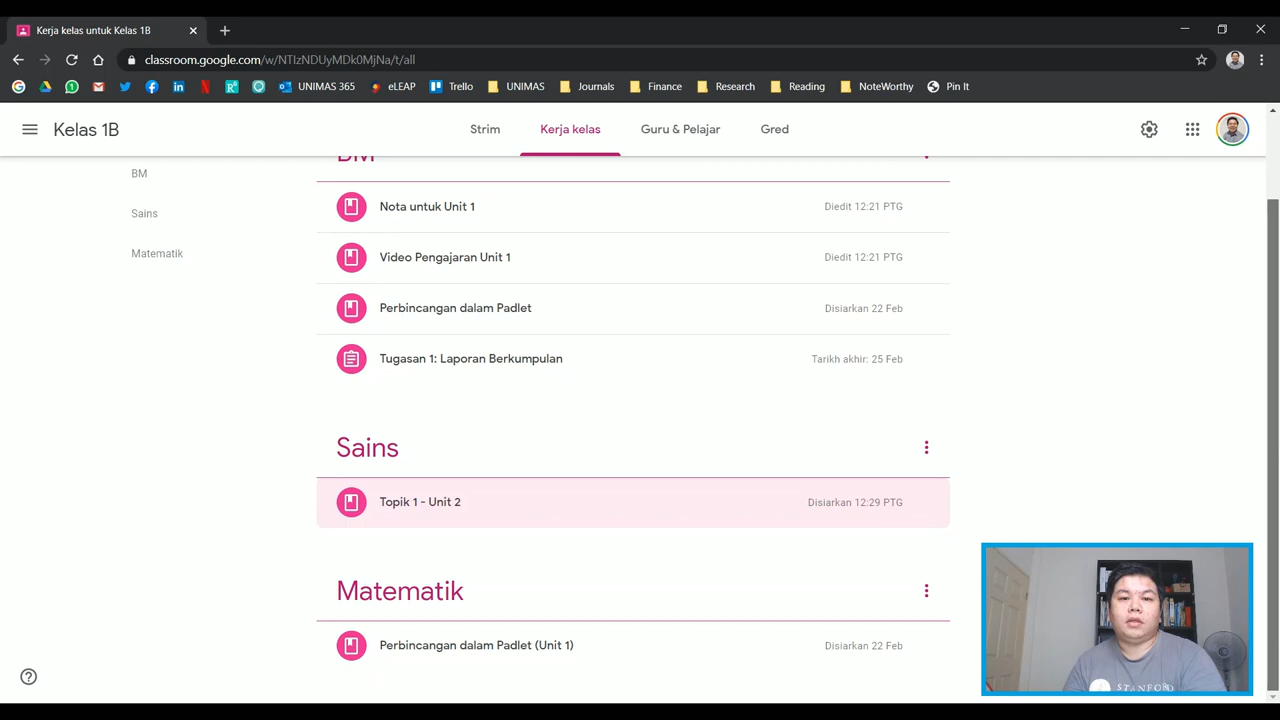 Kerja kelas untuk Kelas 1B
classroom.google.com/w/NTIzNDUyMDk0MjNa/t/all
UNIMAS 365 eLEAP Trello UNIMAS Journals Finance Research Reading NoteWorthy Pin It
Kelas 1B Strim Kerja kelas Guru & Pelajar Gred
BM
Sains
Matematik
BM
Nota untuk Unit 1 Diedit 12:21 PTG
Video Pengajaran Unit 1 Diedit 12:21 PTG
Perbincangan dalam Padlet Disiarkan 22 Feb
Tugasan 1: Laporan Berkumpulan Tarikh akhir: 25 Feb
Sains
Topik 1 - Unit 2 Disiarkan 12:29 PTG
Matematik
Perbincangan dalam Padlet (Unit 1) Disiarkan 22 Feb
STANFORD